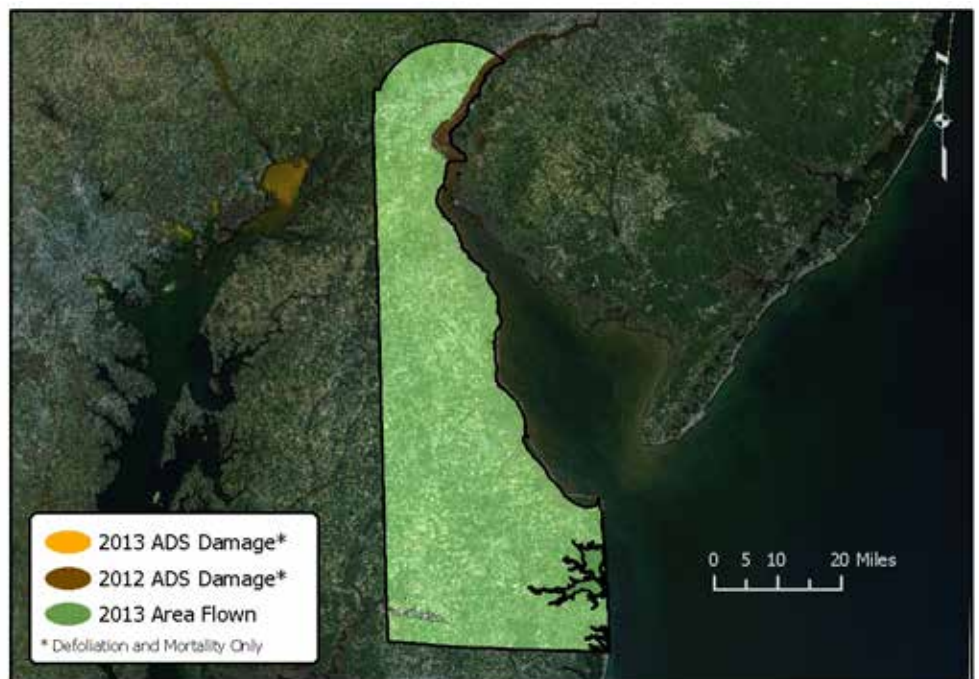 2013 ADS Damage*
2012 ADS Damage*
2013 Area Flown
* Defoliation and Mortality Only
0 5 10 20 Miles